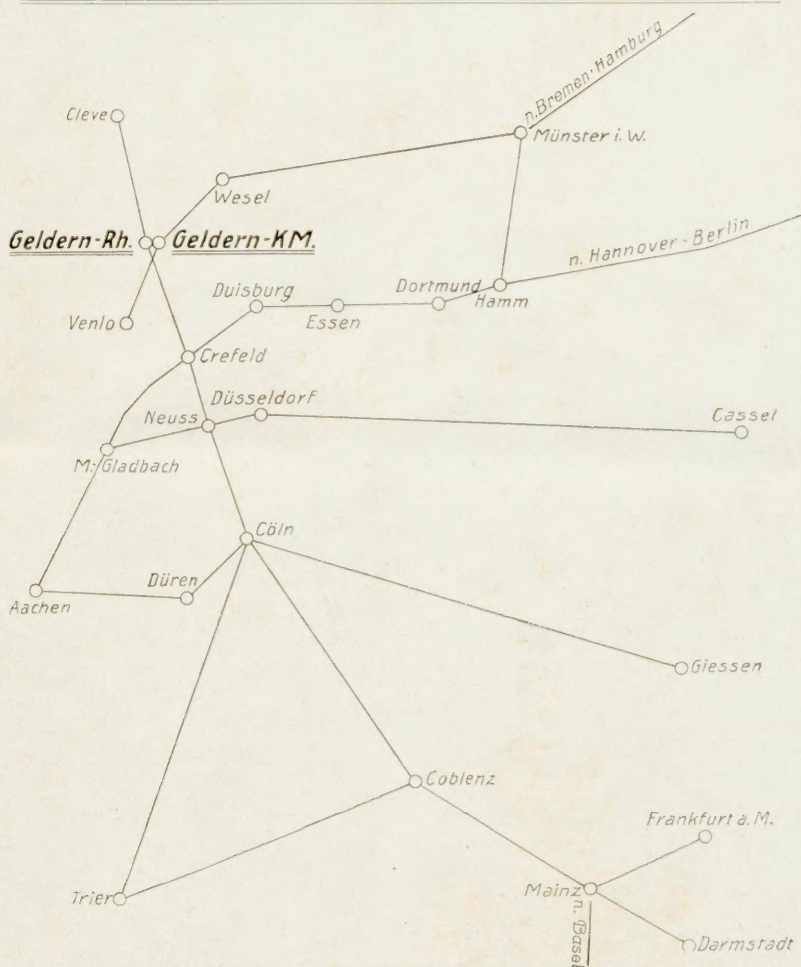 n. Bremen-Hamburg
Cleve
Münster i. W.
Wesel
Geldern-Rh. Geldern-KM.
n. Hannover-Berlin
Duisburg
Dortmund
Hamm
Essen
Venlo
Crefeld
Düsseldorf
Neuss
Cassel
M:Gladbach
Cöln
Düren
Aachen
Giessen
Coblenz
Frankfurt a. M.
Trier
Mainz
n. Basel
Darmstadt